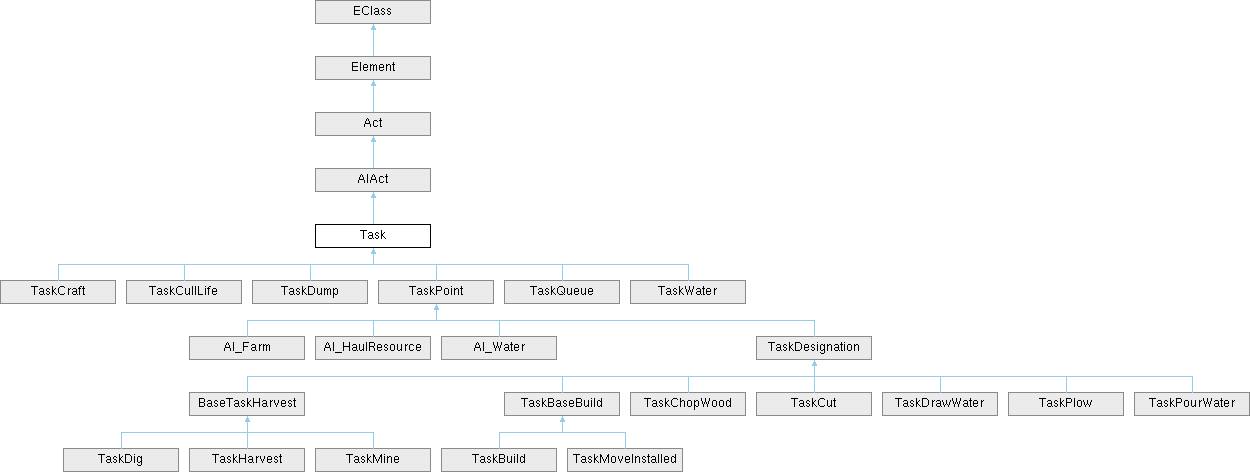 EClass
Element
Act
AIAct
Task
TaskCraft TaskCullLife TaskDump TaskPoint TaskQueue TaskWater
AI_Farm AI_HaulResource AI_Water TaskDesignation
BaseTaskHarvest TaskBaseBuild TaskChopWood TaskCut TaskDrawWater TaskPlow TaskPourWater
TaskDig TaskHarvest TaskMine TaskBuild TaskMoveInstalled